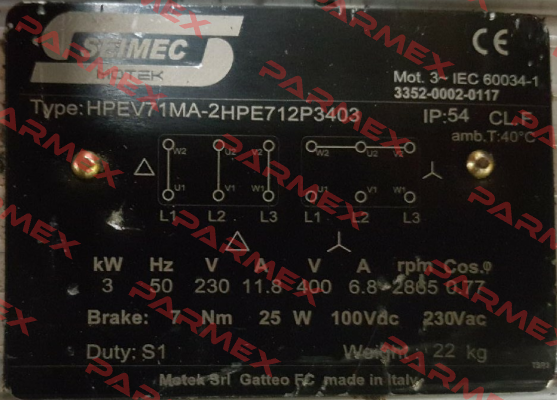 SEIMEC
MOTEK
CE
Mot. 3~ IEC 60034-1
3352-0002-0117
Type: HPEV71MA-2HPE712P3403 IP:54 CL.F
amb.T:40°C
W2 U2 V2 W2 U2 V2
U1 V1 W1 U1 V1 W1
L1 L2 L3 L1 L2 L3
kW Hz V A V A rpm Cos.φ
3 50 230 11.8 400 6.8 2865 0.77
Brake: 7 Nm 25 W 100Vdc 230Vac
Duty: S1 Weight 22 kg
Motek Srl Gatteo FC made in Italy
PARMEX
PARMEX
PARMEX
PARMEX
PARMEX
PARMEX